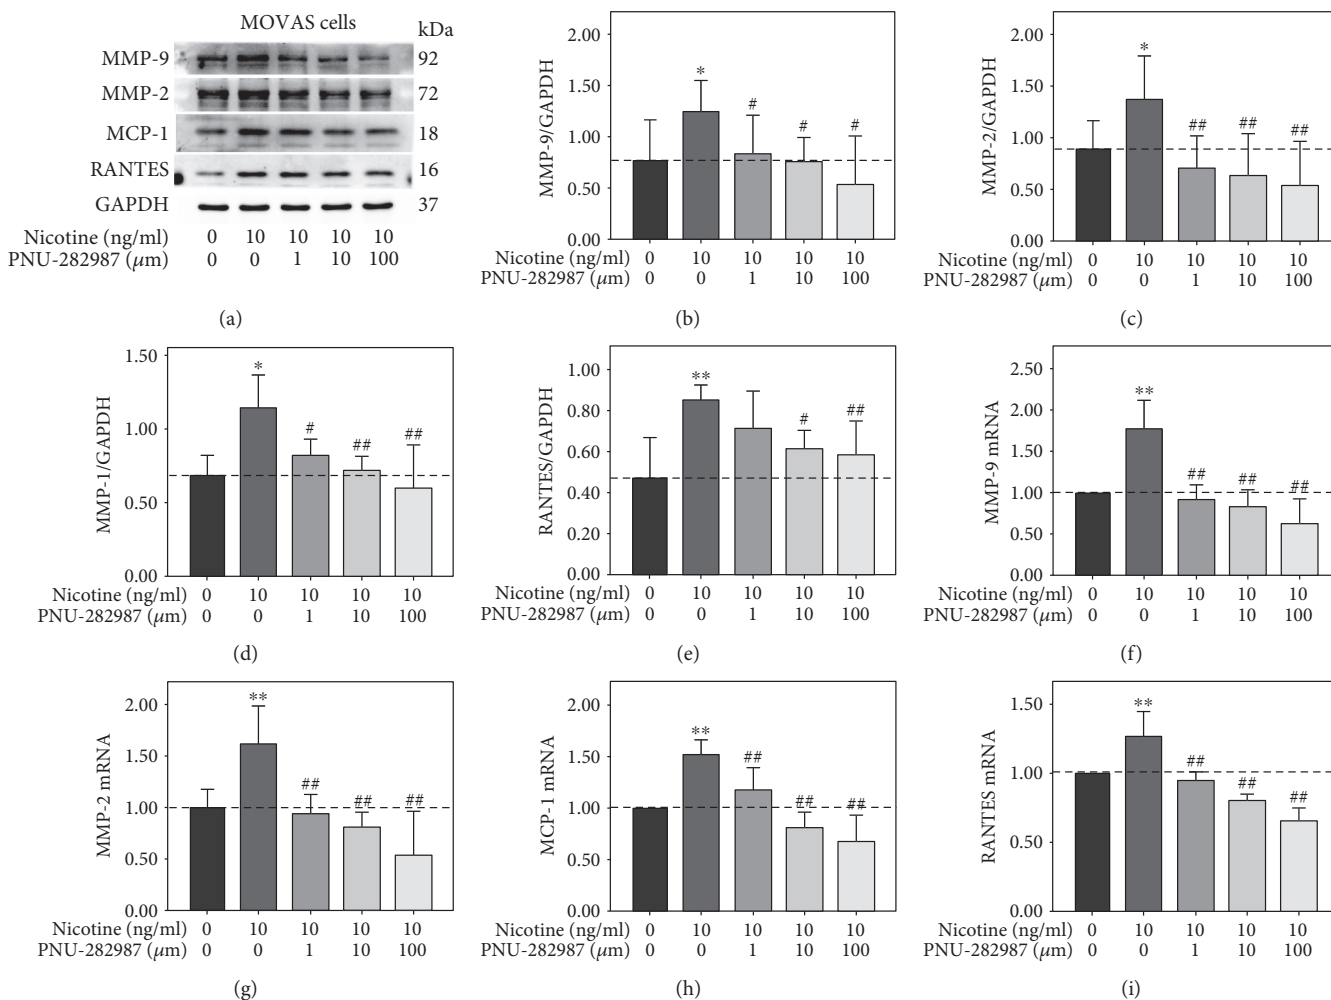 MOVAS cells
kDa
MMP-9 92
MMP-2 72
MCP-1 18
RANTES 16
GAPDH 37
Nicotine (ng/ml) 0 10 10 10 10
PNU-282987 (μm) 0 0 1 10 100
(a)
2.00
1.50
1.00
0.50
0.00
MMP-9/GAPDH
*
#
#
#
Nicotine (ng/ml) 0 10 10 10 10
PNU-282987 (μm) 0 0 1 10 100
(b)
2.00
1.50
1.00
0.50
0.00
MMP-2/GAPDH
*
##
##
##
Nicotine (ng/ml) 0 10 10 10 10
PNU-282987 (μm) 0 0 1 10 100
(c)
1.50
1.00
0.50
0.00
MMP-1/GAPDH
*
#
##
##
Nicotine (ng/ml) 0 10 10 10 10
PNU-282987 (μm) 0 0 1 10 100
(d)
1.00
0.80
0.60
0.40
0.20
0.00
RANTES/GAPDH
**
#
##
Nicotine (ng/ml) 0 10 10 10 10
PNU-282987 (μm) 0 0 1 10 100
(e)
2.50
2.00
1.50
1.00
0.50
0.00
MMP-9 mRNA
**
##
##
##
Nicotine (ng/ml) 0 10 10 10 10
PNU-282987 (μm) 0 0 1 10 100
(f)
2.00
1.50
1.00
0.50
0.00
MMP-2 mRNA
**
##
##
##
Nicotine (ng/ml) 0 10 10 10 10
PNU-282987 (μm) 0 0 1 10 100
(g)
2.00
1.50
1.00
0.50
0.00
MCP-1 mRNA
**
##
##
##
Nicotine (ng/ml) 0 10 10 10 10
PNU-282987 (μm) 0 0 1 10 100
(h)
1.50
1.00
0.50
0.00
RANTES mRNA
**
##
##
##
Nicotine (ng/ml) 0 10 10 10 10
PNU-282987 (μm) 0 0 1 10 100
(i)